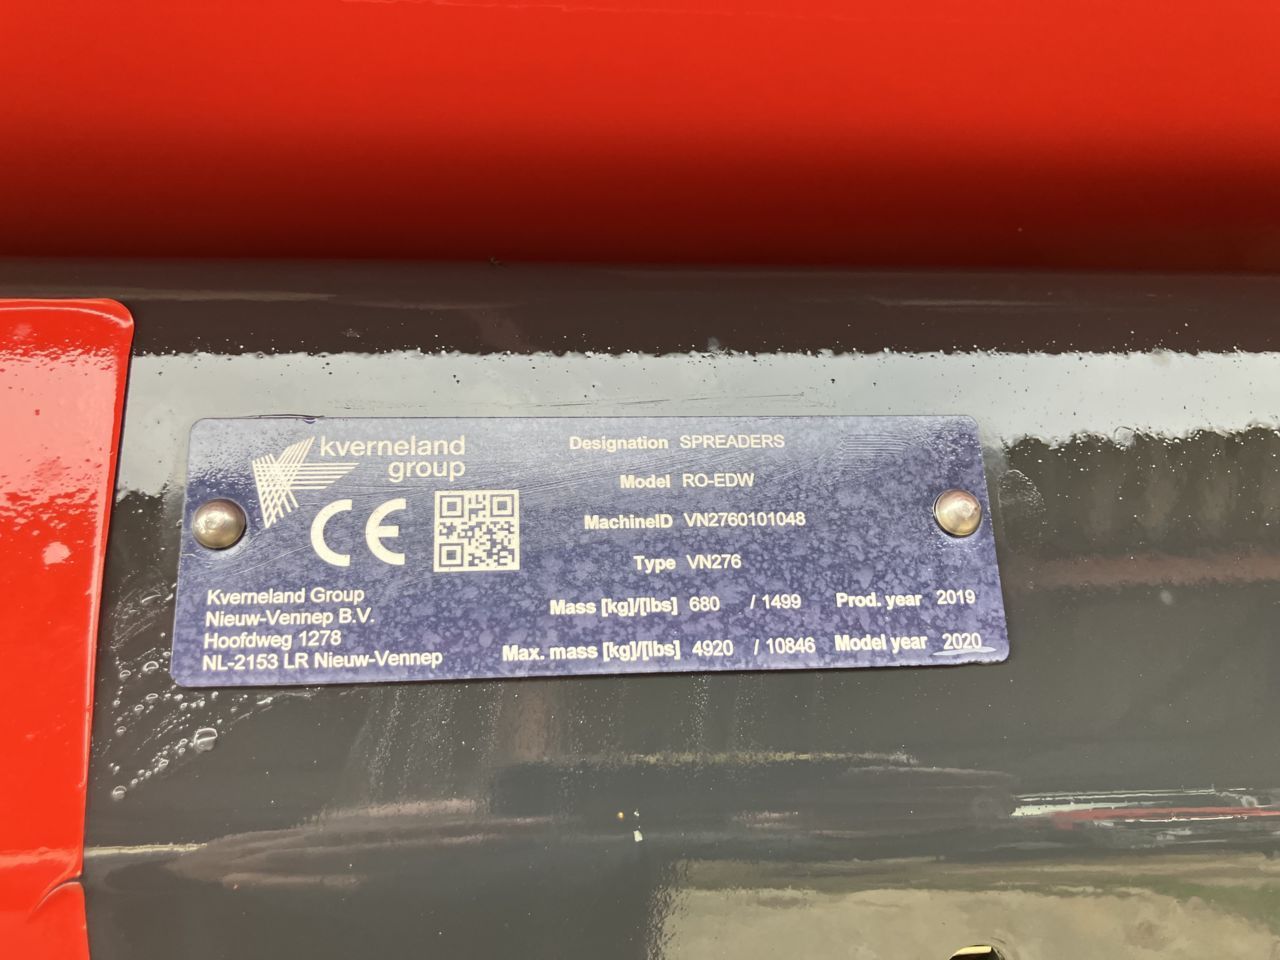 kverneland
group
CE
Kverneland Group
Nieuw-Vennep B.V.
Hoofdweg 1278
NL-2153 LR Nieuw-Vennep
Designation SPREADERS
Model RO-EDW
MachineID VN2760101048
Type VN276
Mass [kg]/[lbs] 680 / 1499 Prod. year 2019
Max. mass [kg]/[lbs] 4920 / 10846 Model year 2020